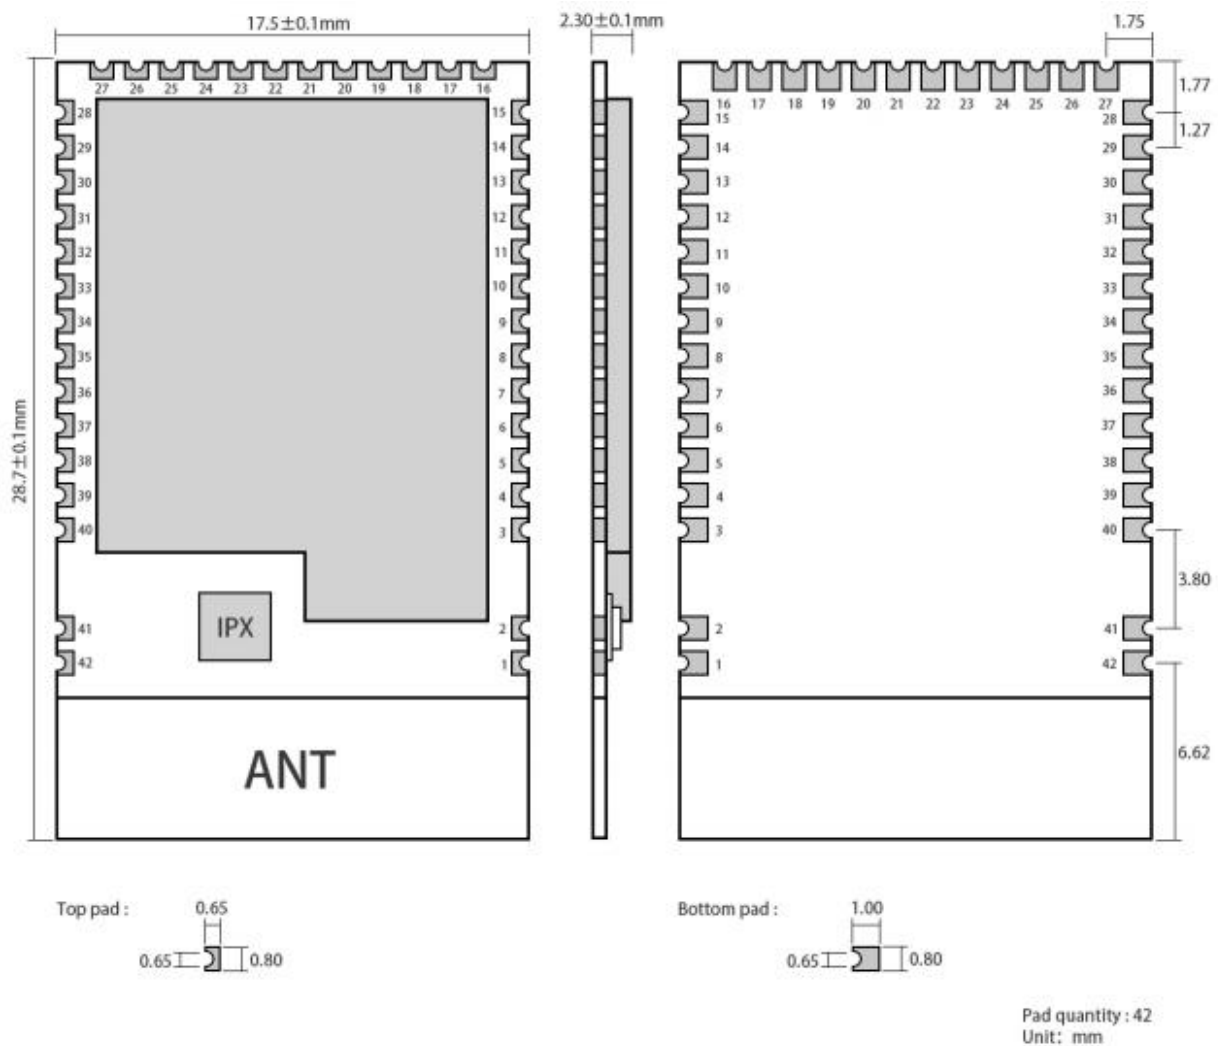 17.5±0.1mm 2.30±0.1mm 1.75
27 26 25 24 23 22 21 20 19 18 17 16
16 17 18 19 20 21 22 23 24 25 26 27
1.77
28 15 15 28
1.27
29 14 14 29
30 13 13 30
31 12 12 31
32 11 11 32
33 10 10 33
34 9 9 34
35 8 8 35
36 7 7 36
37 6 6 37
28.7±0.1mm
38 5 5 38
39 4 4 39
40 3 3 40
3.80
IPX
41 2 2 41
42 1 1 42
6.62
ANT
Top pad : 0.65
0.65 0.80
Bottom pad : 1.00
0.65 0.80
Pad quantity : 42
Unit: mm